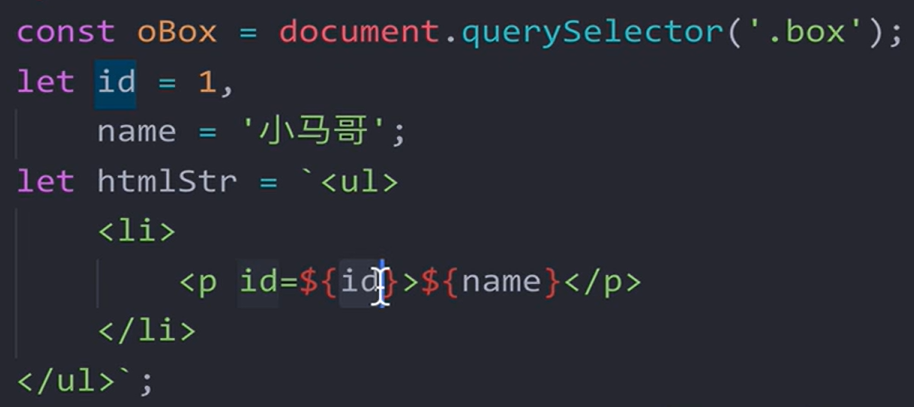 const oBox = document.querySelector('.box');
let id = 1,
name = '小马哥';
let htmlStr = `<ul>
<li>
<p id=${id}>${name}</p>
</li>
</ul>`;